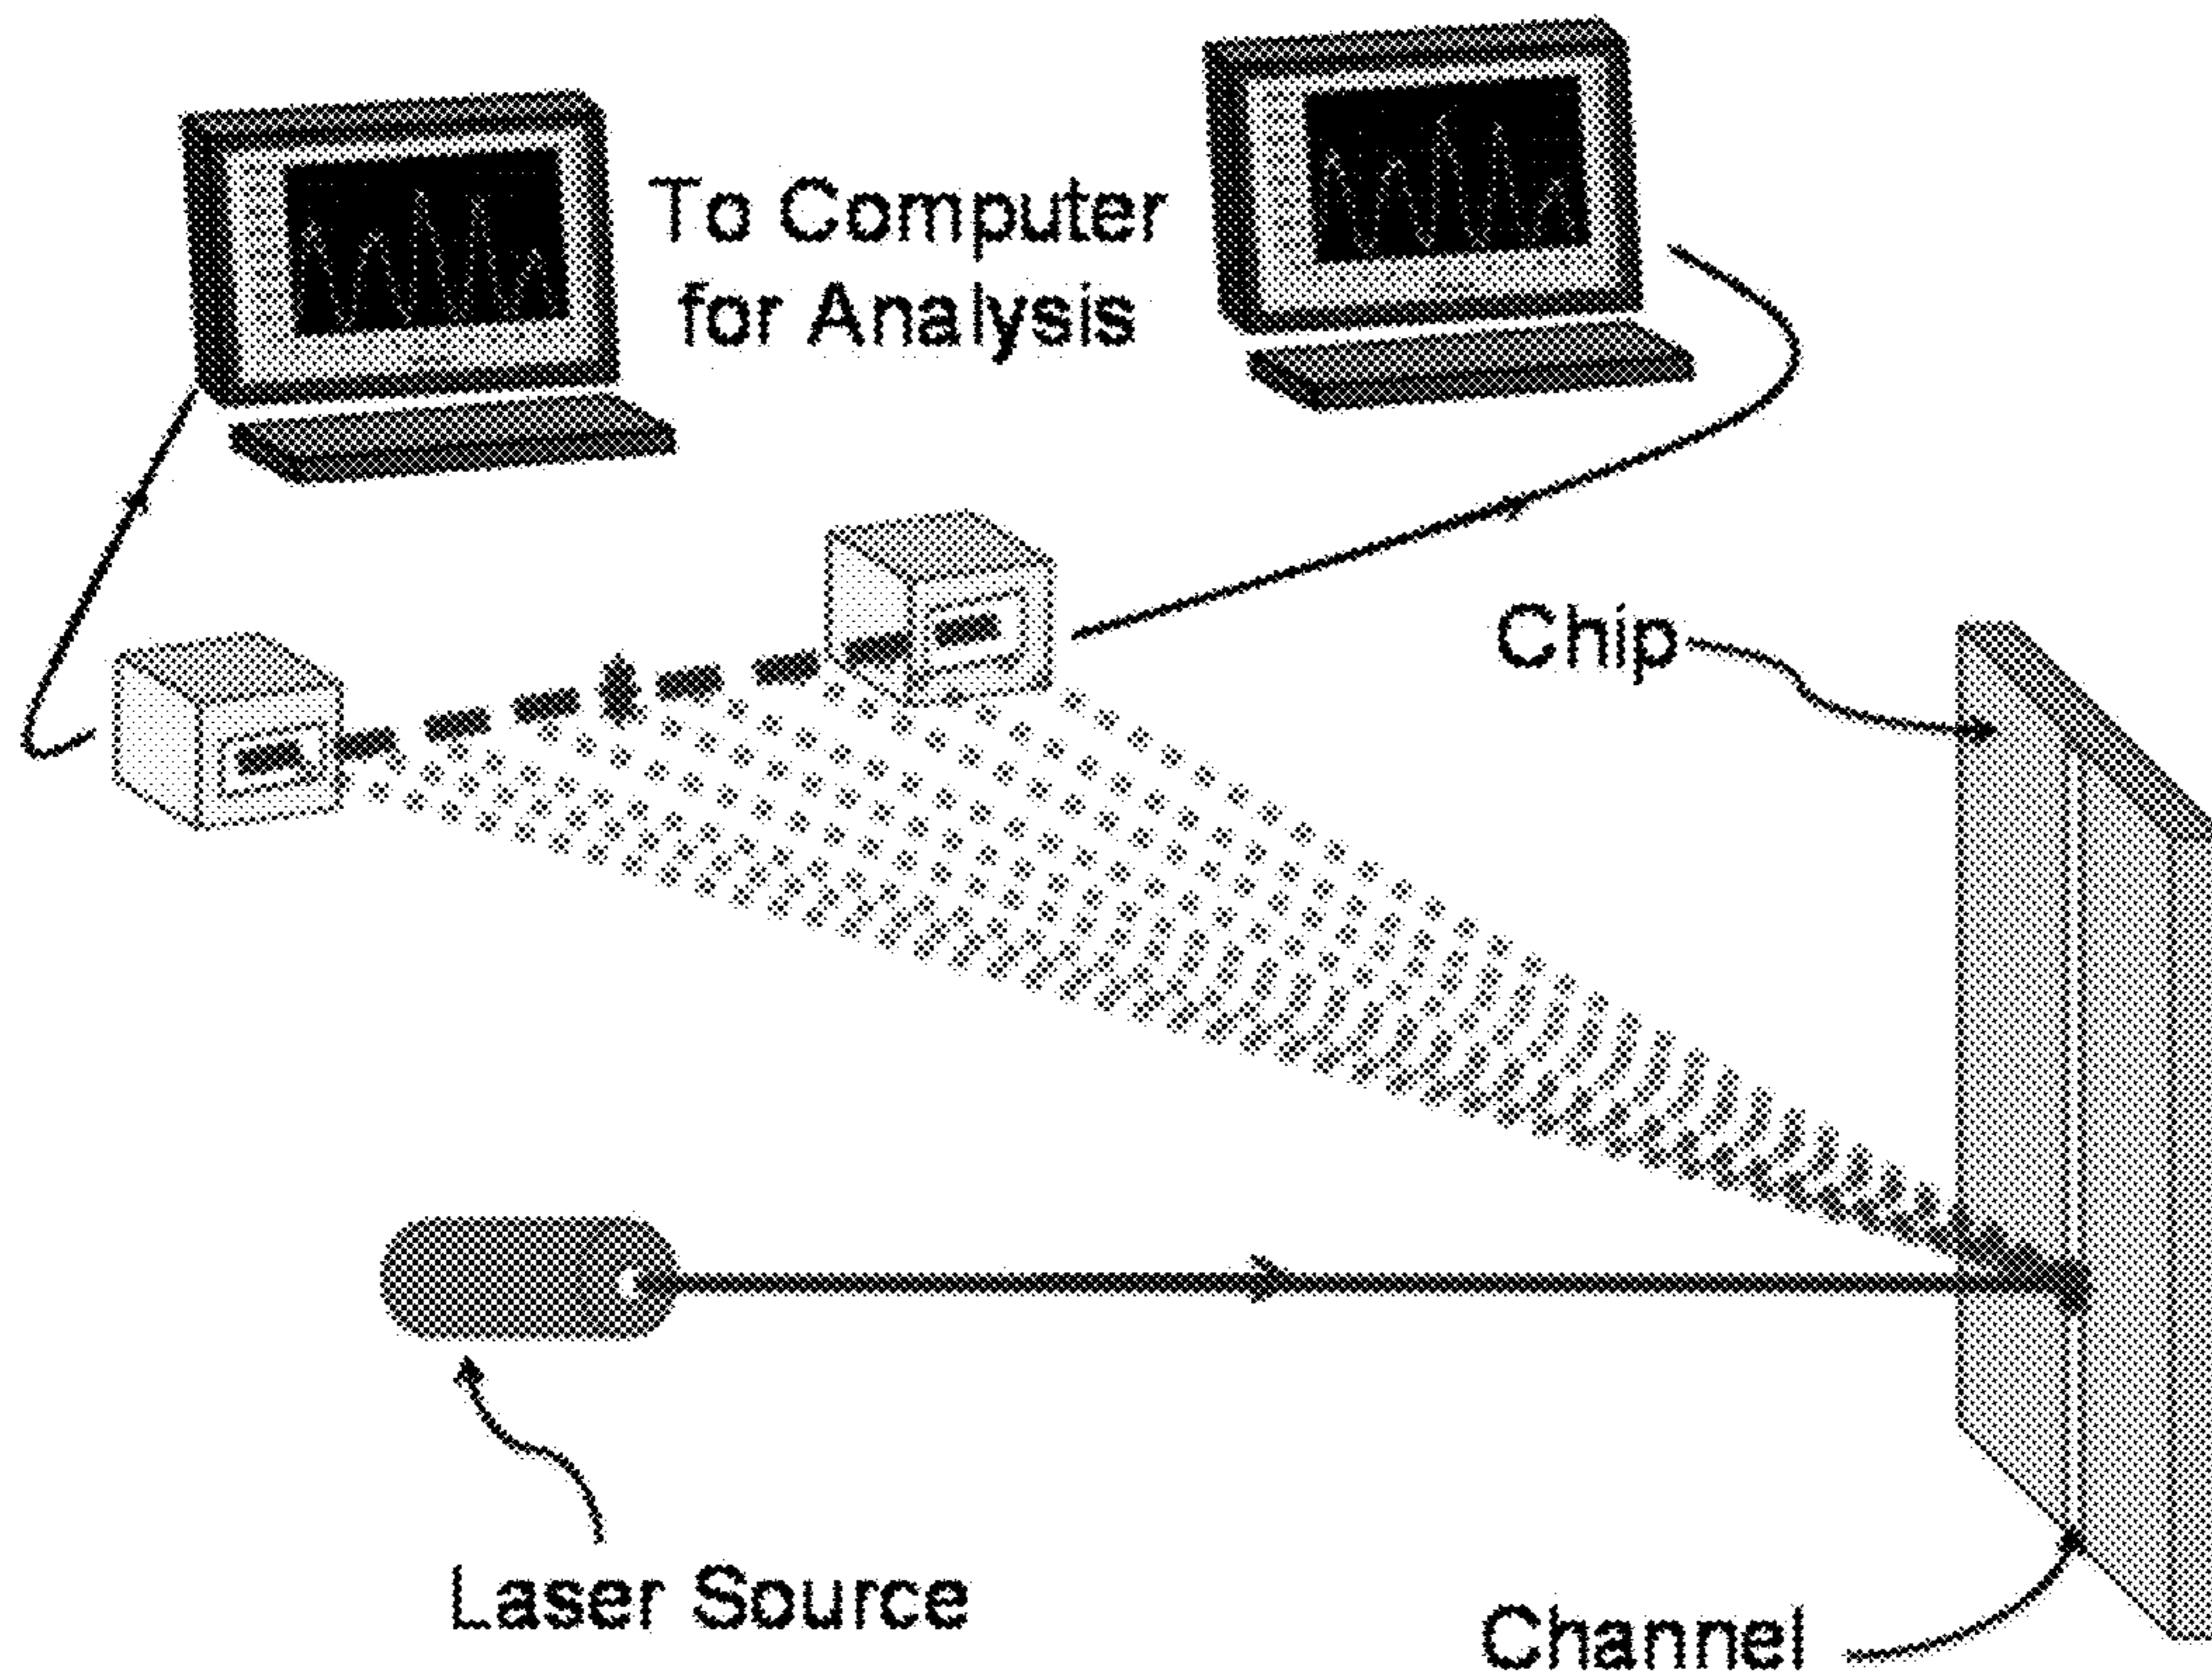 To Computer
for Analysis
Chip
Laser Source
Channel